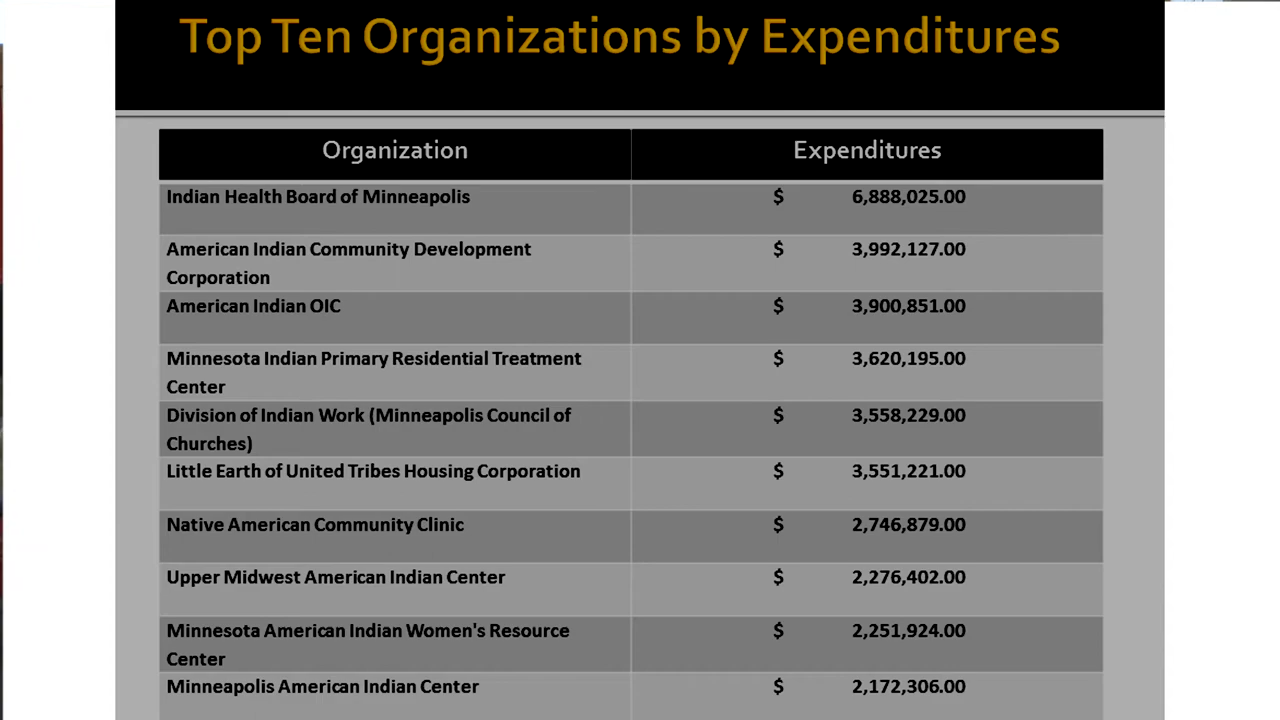 Top Ten Organizations by Expenditures
Organization Expenditures
Indian Health Board of Minneapolis $ 6,888,025.00
American Indian Community Development $ 3,992,127.00
Corporation
American Indian OIC $ 3,900,851.00
Minnesota Indian Primary Residential Treatment $ 3,620,195.00
Center
Division of Indian Work (Minneapolis Council of $ 3,558,229.00
Churches)
Little Earth of United Tribes Housing Corporation $ 3,551,221.00
Native American Community Clinic $ 2,746,879.00
Upper Midwest American Indian Center $ 2,276,402.00
Minnesota American Indian Women's Resource $ 2,251,924.00
Center
Minneapolis American Indian Center $ 2,172,306.00